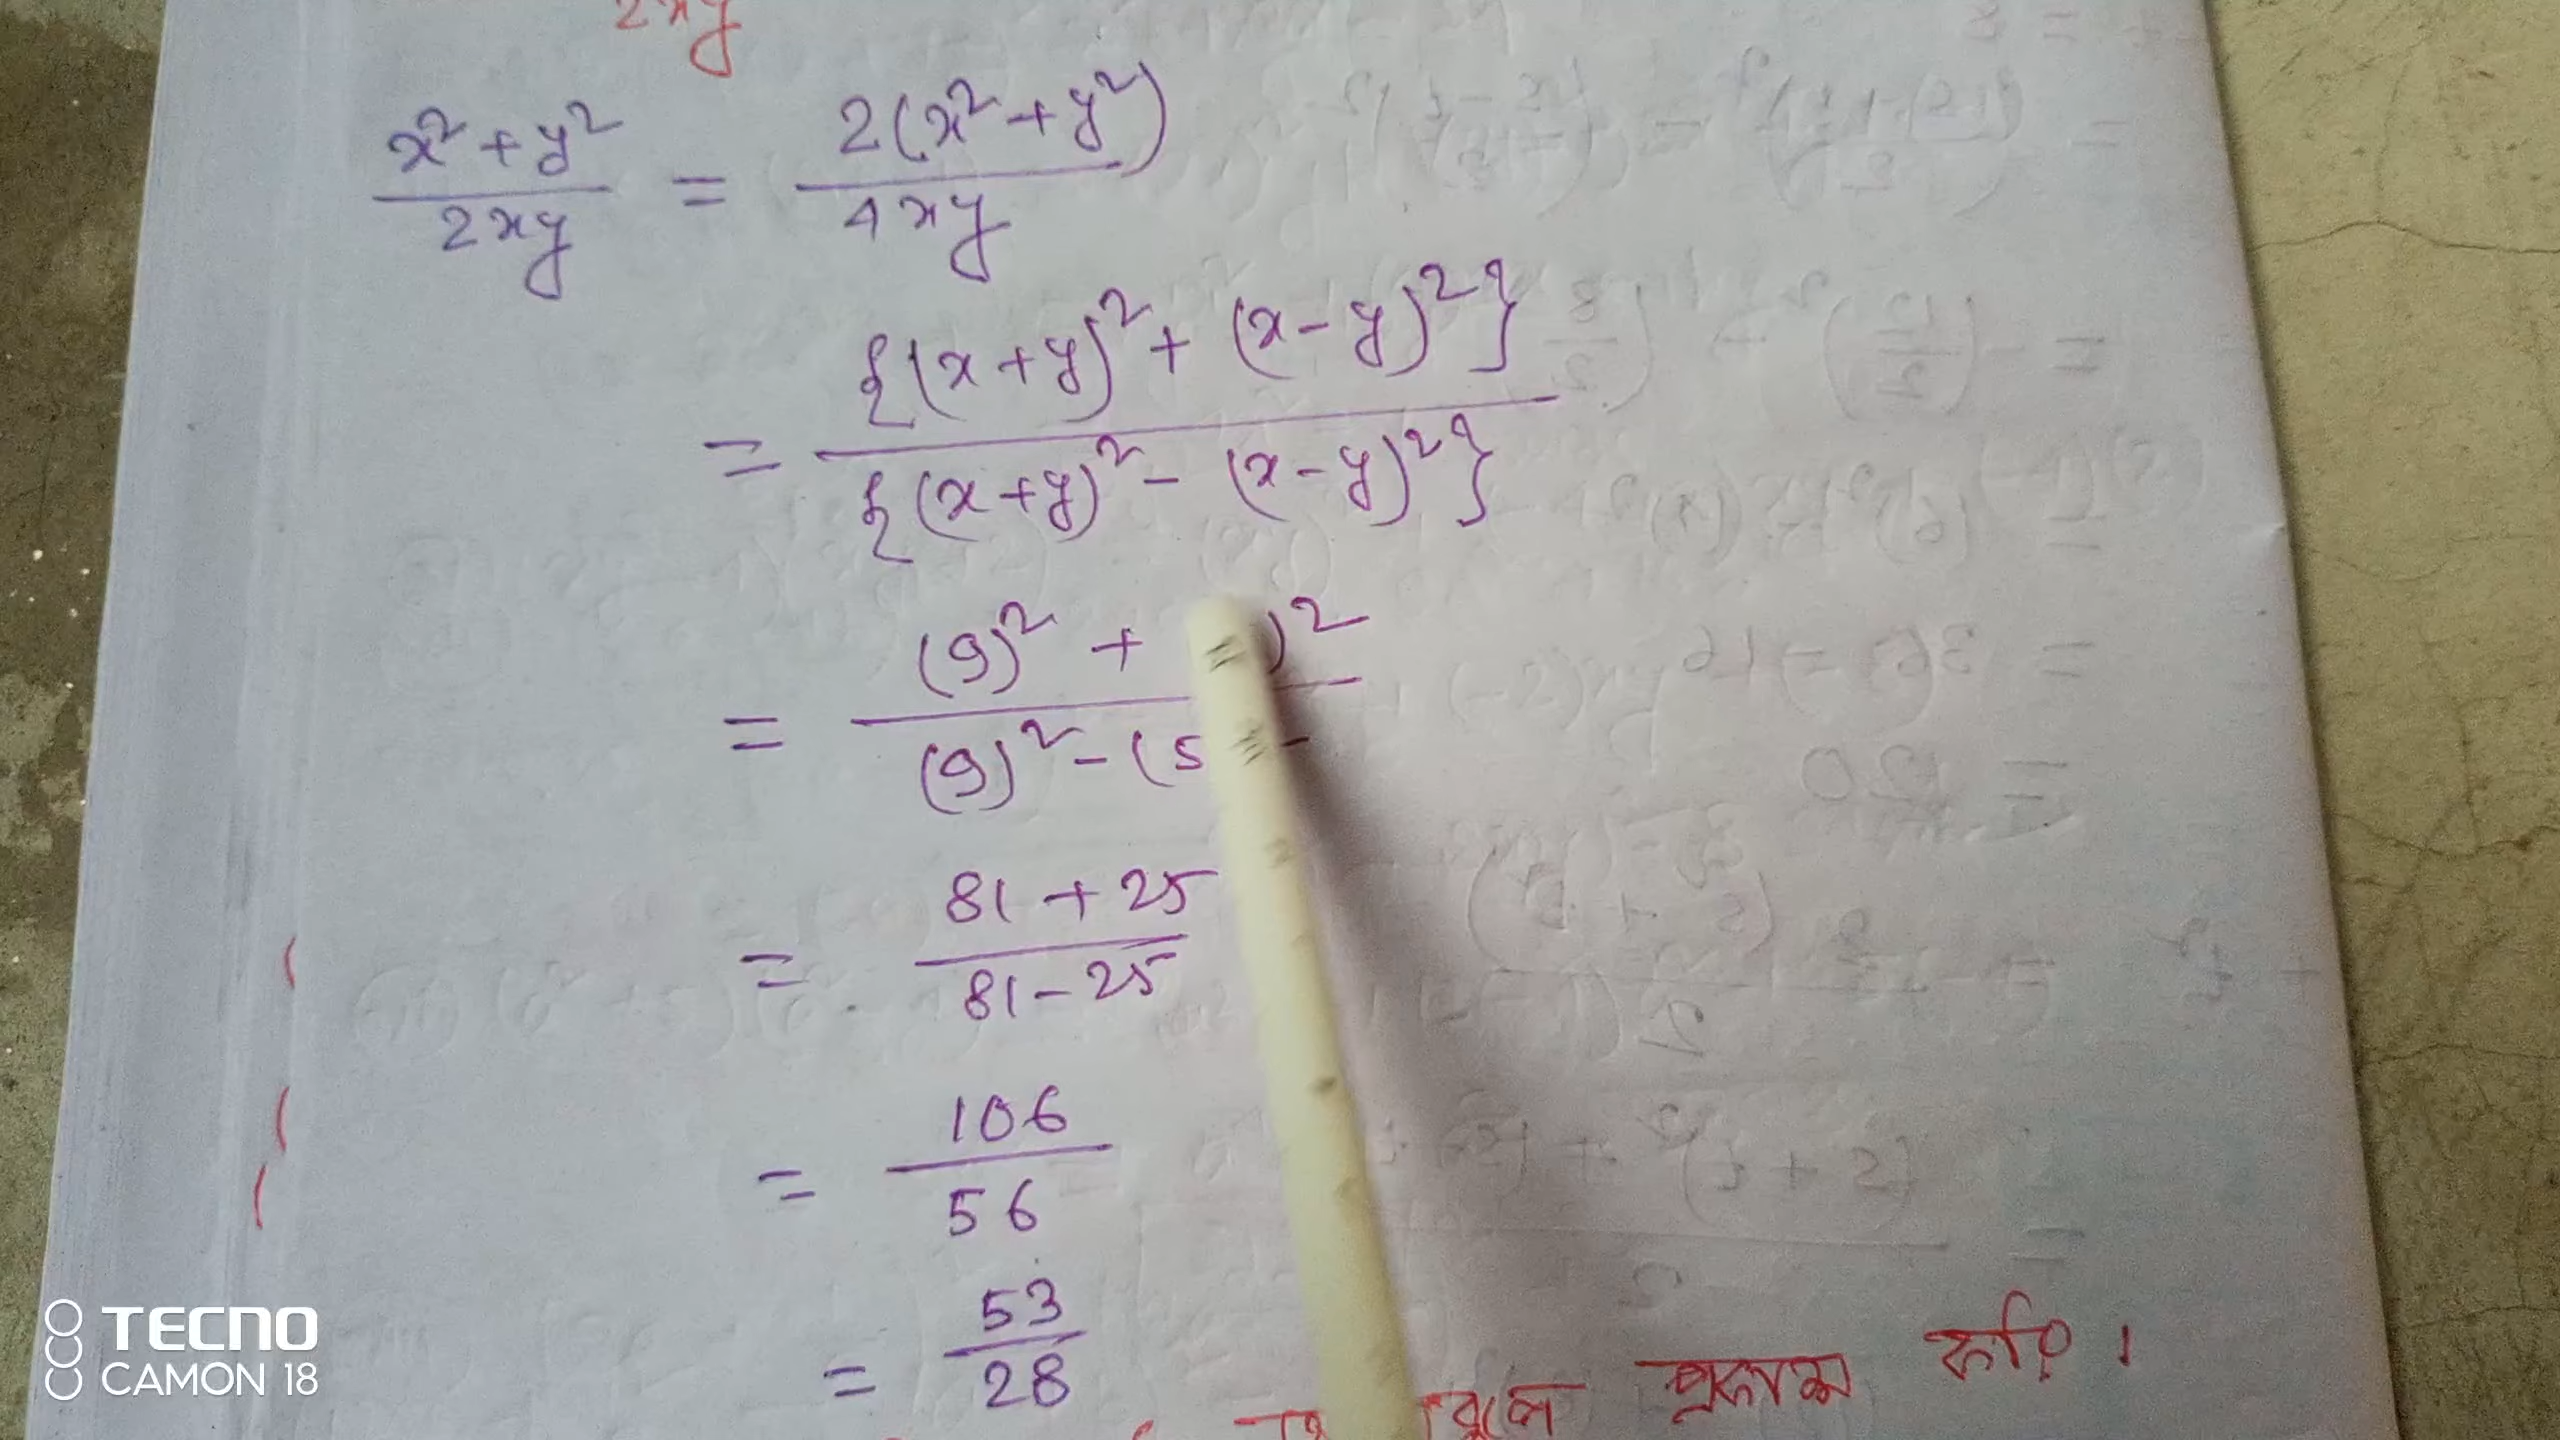 2xy
x²+y² / 2xy = 2(x²+y²) / 4xy
= {(x+y)²+(x-y)²} / {(x+y)²-(x-y)²}
= (9)² + )² / (9)²-(5
= 81+25 / 81-25
= 106 / 56
= 53 / 28
প্রকাশ করি।
TECNO
CAMON 18